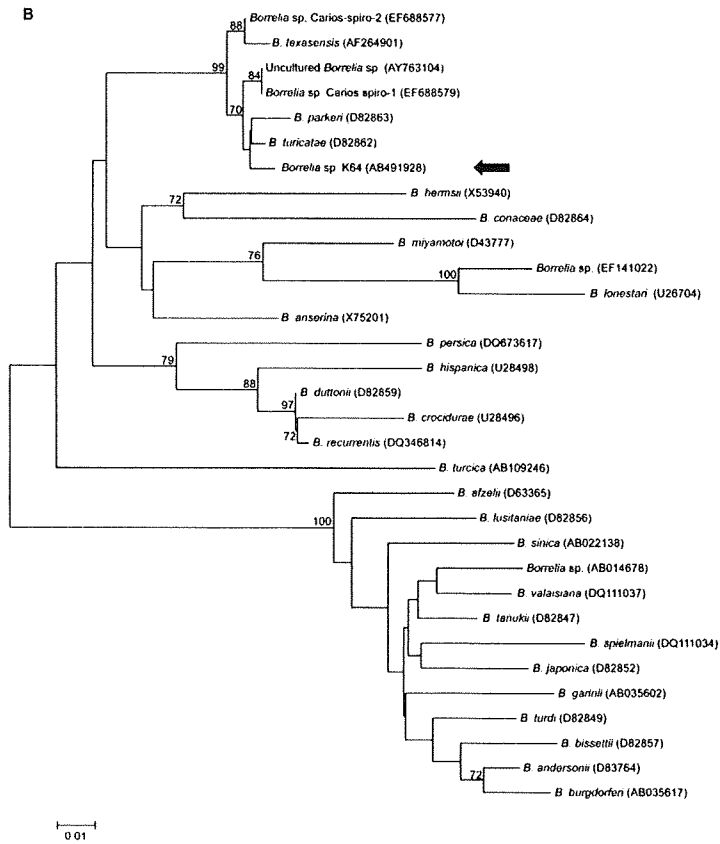 B
Borrelia sp. Carios-spiro-2 (EF688577)
88
B. texasensis (AF264901)
99
Uncultured Borrelia sp (AY763104)
84
Borrelia sp Carios spiro-1 (EF688579)
70
B. parkeri (D82863)
B. turicatae (D82862)
Borrelia sp K64 (AB491928)
B hermsii (X53940)
72
B. coriaceae (D82864)
B. miyamotoi (D43777)
76
Borrelia sp. (EF141022)
100
B. lonestari (U26704)
B anserina (X75201)
B persica (DQ673617)
79
B. hispanica (U28498)
88
B duttonii (D82859)
97
B. crocidurae (U28496)
72
B. recurrentis (DQ346814)
B. turcica (AB109246)
B afzelii (D63365)
100
B. lusitaniae (D82856)
B. sinica (AB022138)
Borrelia sp. (AB014678)
B. valaisiana (DQ111037)
B tanukii (D82847)
B. spielmanii (DQ111034)
B. japonica (D82852)
B garinii (AB035602)
B. turdi (D82849)
B. bissettii (D82857)
B. andersonii (D83764)
72
B. burgdorferi (AB035617)
0.01